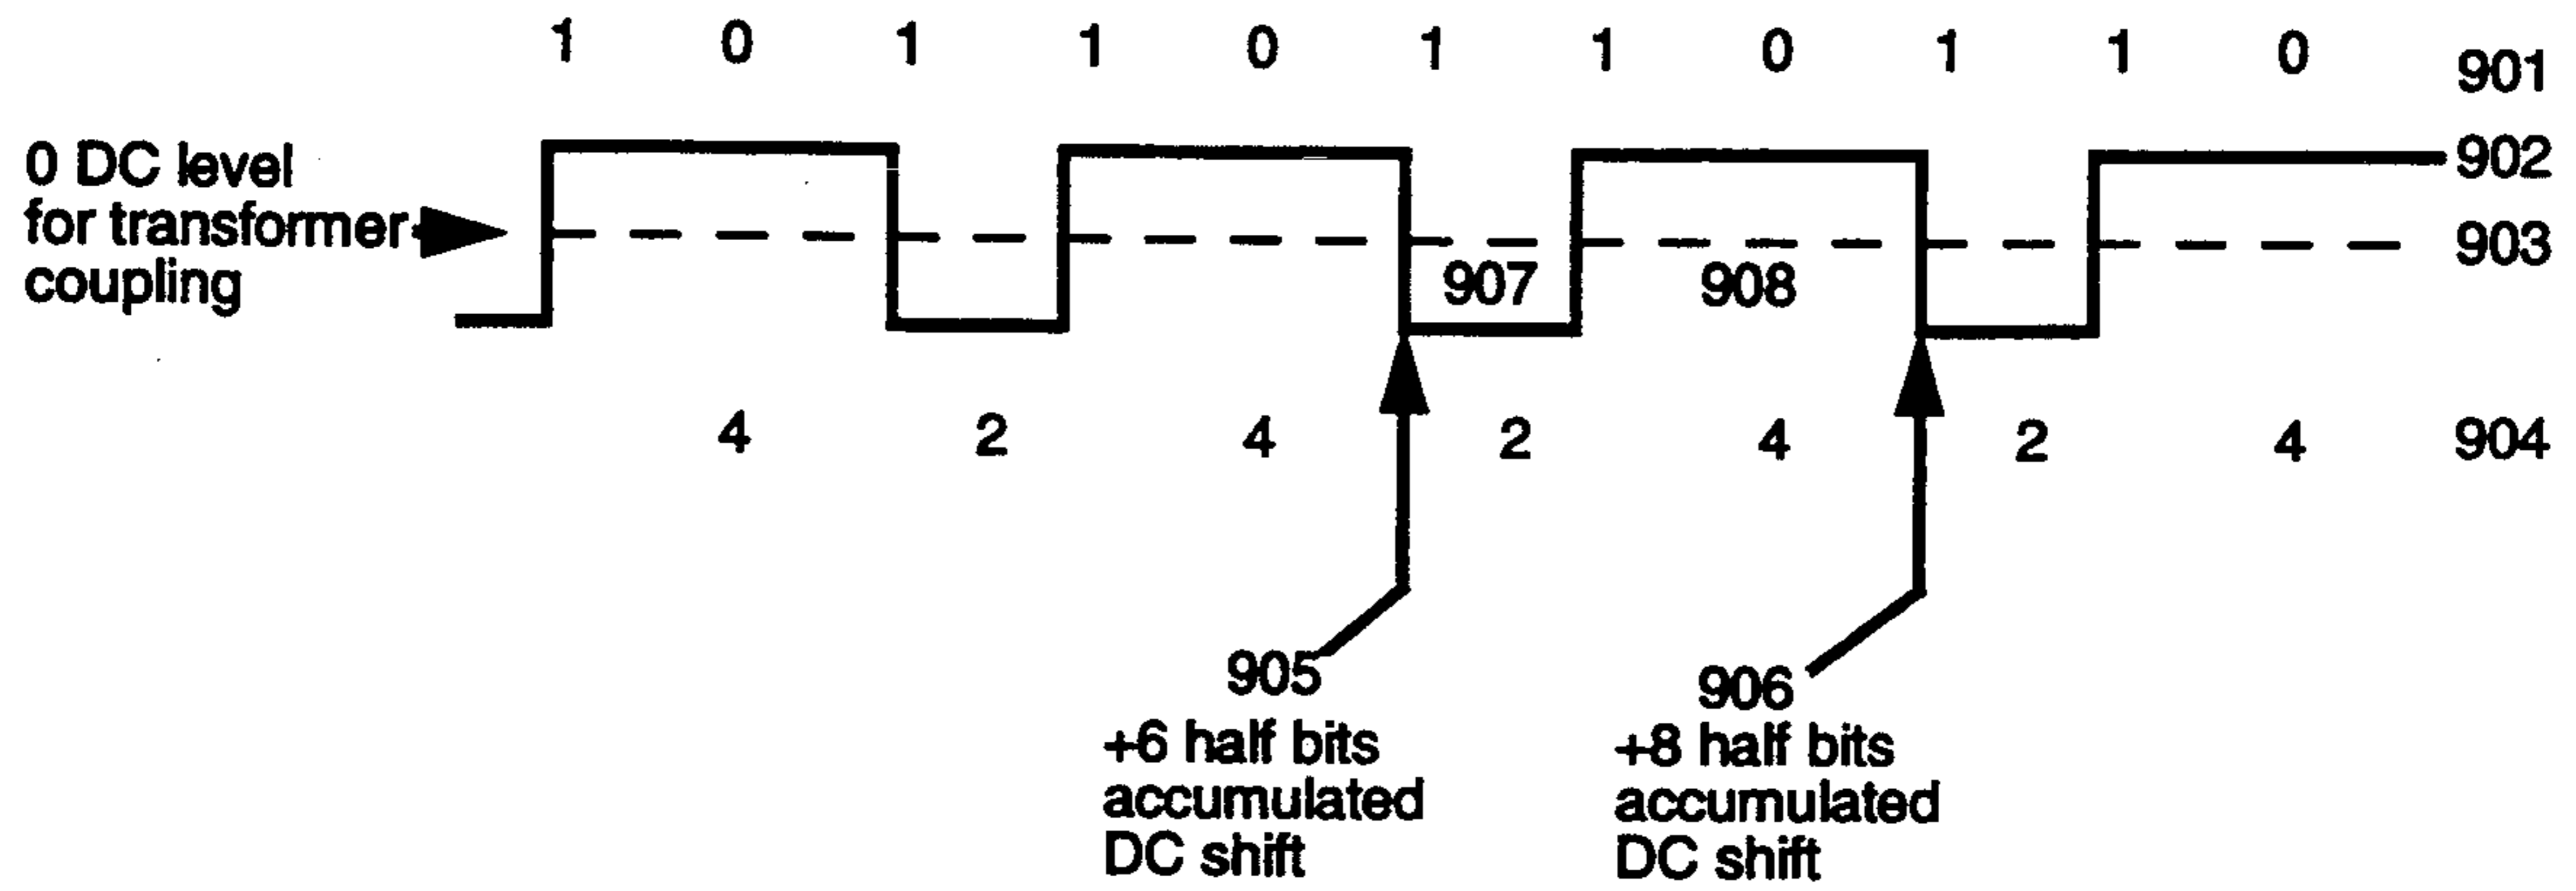 1 0 1 1 0 1 1 0 1 1 0 901
0 DC level
for transformer
coupling
902
903
907 908
4 2 4 2 4 2 4 904
905
+6 half bits
accumulated
DC shift
906
+8 half bits
accumulated
DC shift